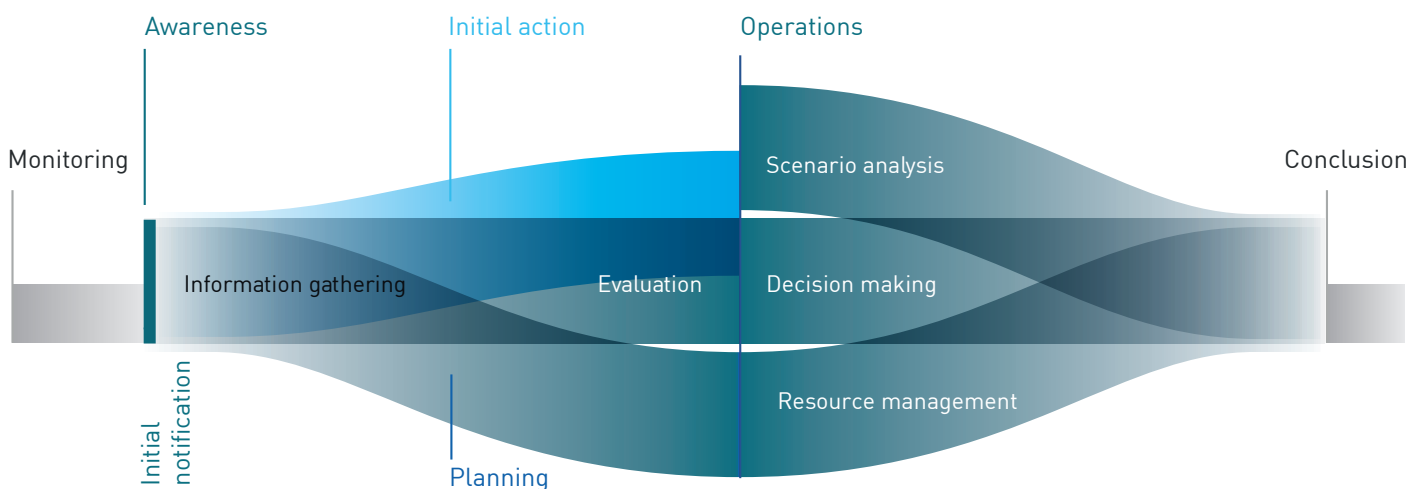 Awareness
Initial action
Operations
Monitoring
Scenario analysis
Conclusion
Information gathering
Evaluation
Decision making
Resource management
Initial
notification
Planning